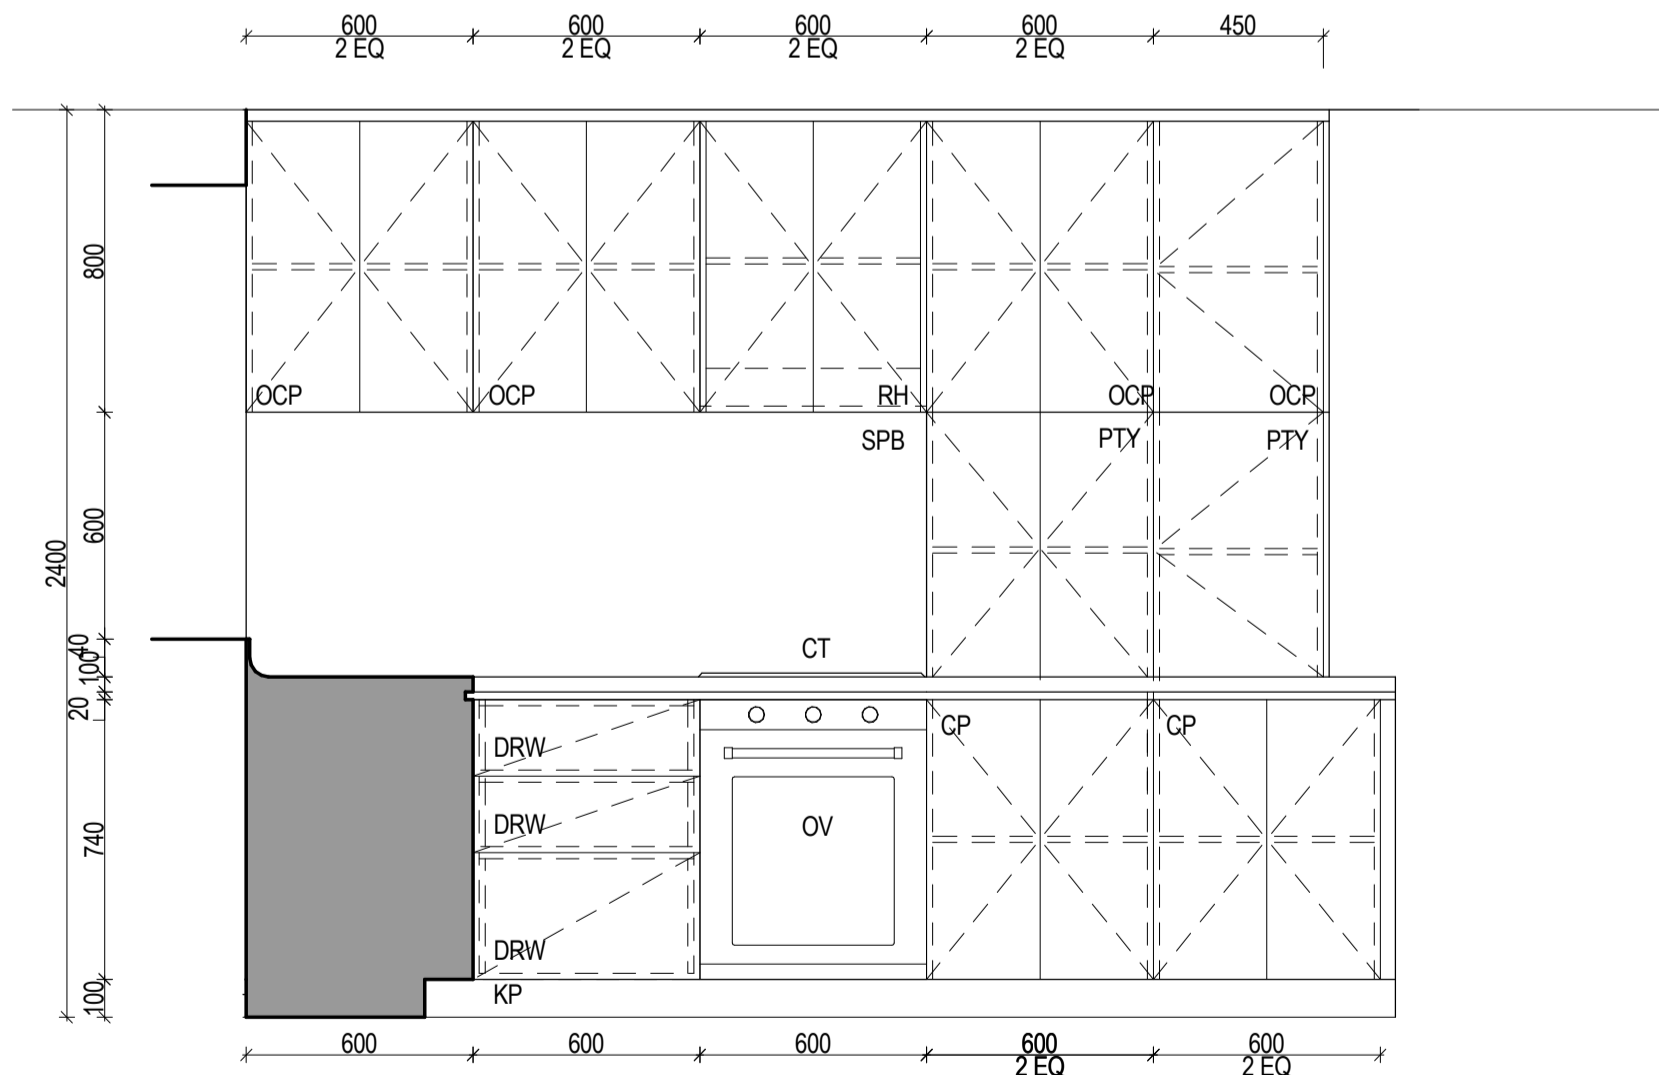 600 600 600 600 450
2 EQ 2 EQ 2 EQ 2 EQ
800
OCP OCP RH OCP OCP
SPB PTY PTY
600
2400
40
CT
100
20
CP CP
DRW
DRW OV
740
DRW
KP
100
600 600 600 600 600
2 EQ 2 EQ